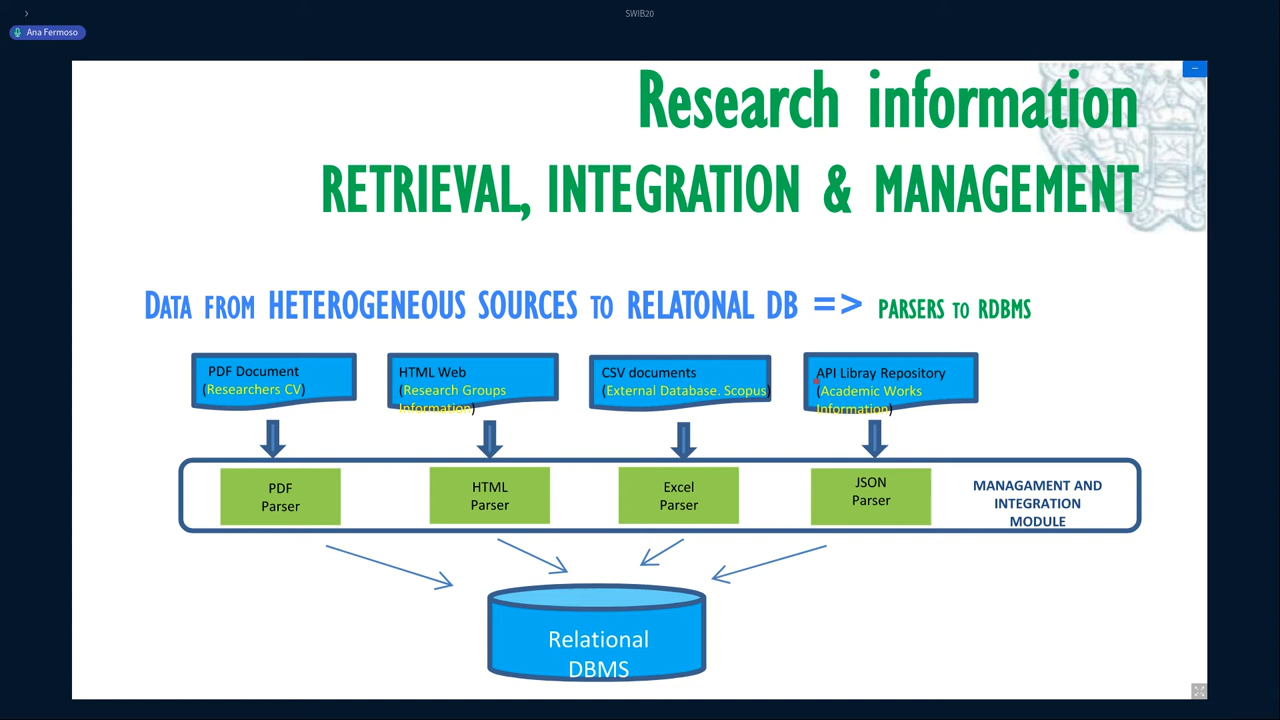 SWIB20
Ana Fermoso
Research information
RETRIEVAL, INTEGRATION & MANAGEMENT
DATA FROM HETEROGENEOUS SOURCES TO RELATONAL DB => PARSERS TO RDBMS
PDF Document
(Researchers CV)
HTML Web
(Research Groups
Information)
CSV documents
(External Database. Scopus)
API Libray Repository
(Academic Works
Information)
PDF
Parser
HTML
Parser
Excel
Parser
JSON
Parser
MANAGAMENT AND
INTEGRATION
MODULE
Relational
DBMS